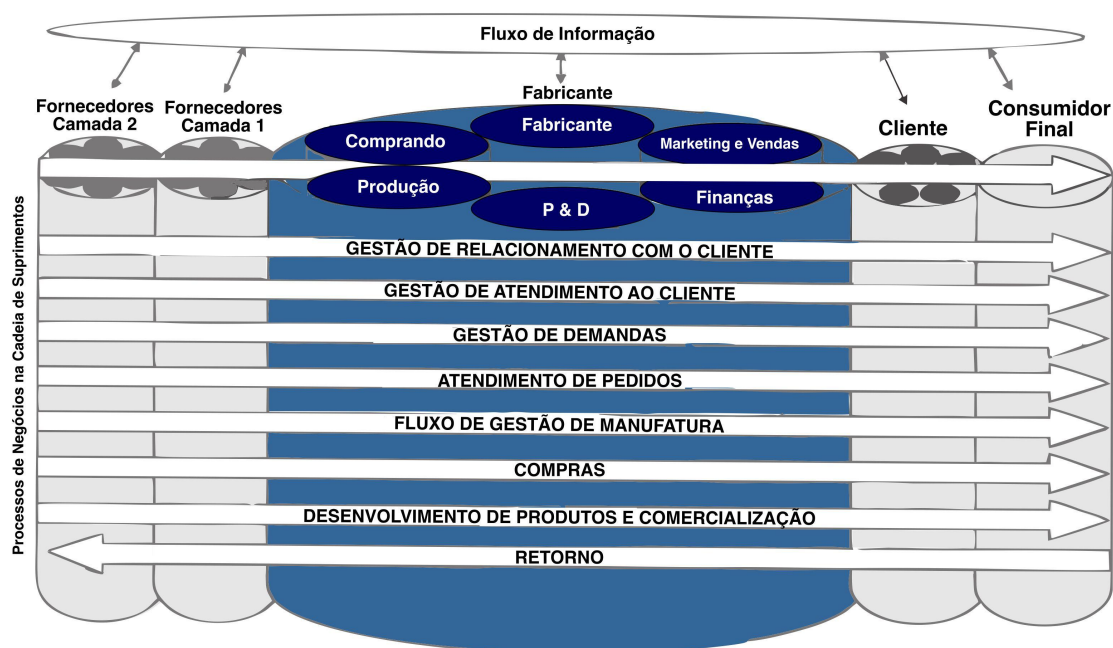 Fluxo de Informação
Fornecedores
Camada 2
Fornecedores
Camada 1
Fabricante
Cliente
Consumidor
Final
Comprando
Fabricante
Marketing e Vendas
Produção
P & D
Finanças
Processos de Negócios na Cadeia de Suprimentos
GESTÃO DE RELACIONAMENTO COM O CLIENTE
GESTÃO DE ATENDIMENTO AO CLIENTE
GESTÃO DE DEMANDAS
ATENDIMENTO DE PEDIDOS
FLUXO DE GESTÃO DE MANUFATURA
COMPRAS
DESENVOLVIMENTO DE PRODUTOS E COMERCIALIZAÇÃO
RETORNO